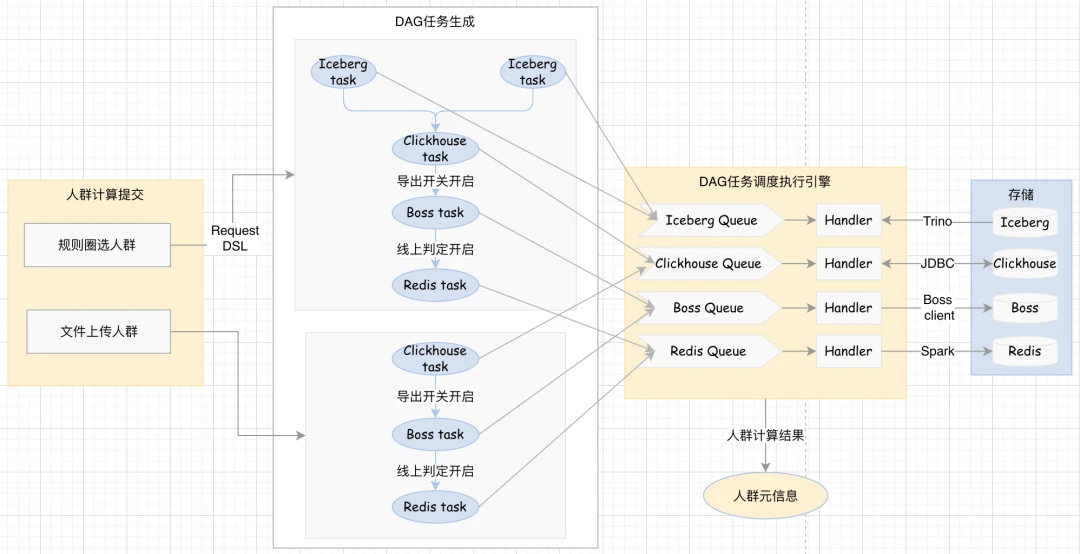 DAG任务生成
Iceberg
task
Iceberg
task
Clickhouse
task
导出开关开启
Boss task
线上判定开启
Redis task
人群计算提交
规则圈选人群
文件上传人群
Request
DSL
Clickhouse
task
导出开关开启
Boss task
线上判定开启
Redis task
DAG任务调度执行引擎
Iceberg Queue
Handler
Trino
Clickhouse Queue
Handler
JDBC
Boss Queue
Handler
Boss
client
Redis Queue
Handler
Spark
存储
Iceberg
Clickhouse
Boss
Redis
人群计算结果
人群元信息